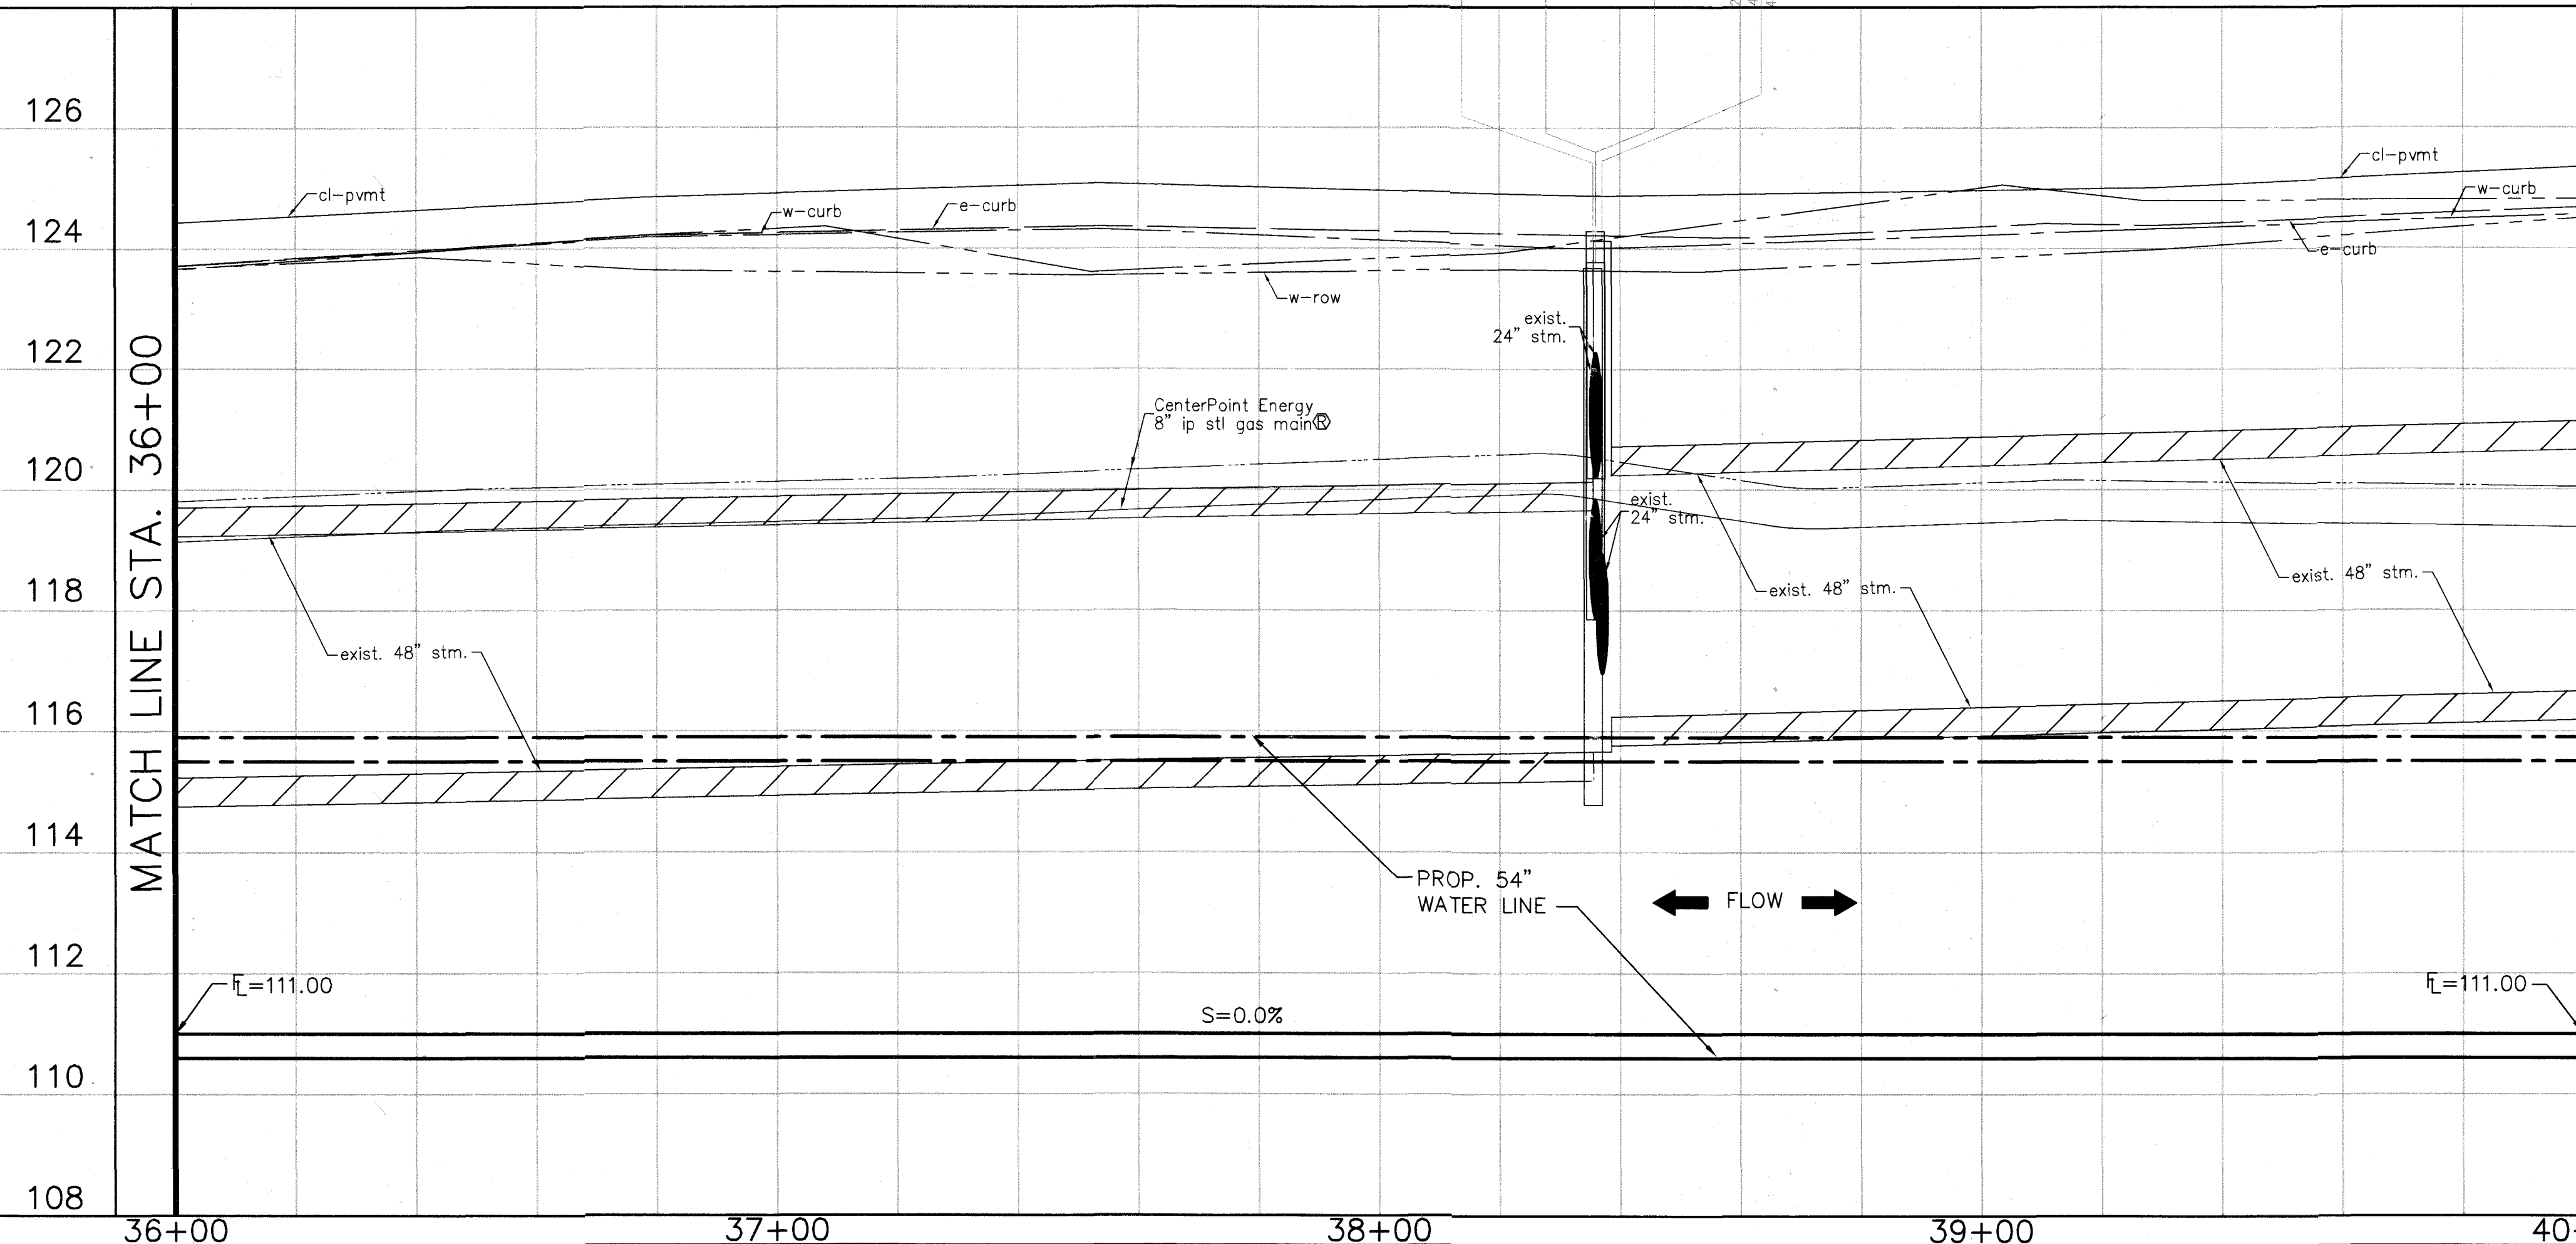 126
cl-pvmt
cl-pvmt
w-curb
e-curb
w-curb
124
e-curb
w-row
exist.
24" stm.
122
CenterPoint Energy
8" ip stl gas main Ⓡ
120
exist.
24" stm.
exist. 48" stm.
exist. 48" stm.
118
exist. 48" stm.
116
MATCH LINE STA. 36+00
114
PROP. 54"
WATER LINE
FLOW
112
FL=111.00
FL=111.00
S=0.0%
110
108
36+00
37+00
38+00
39+00
40+